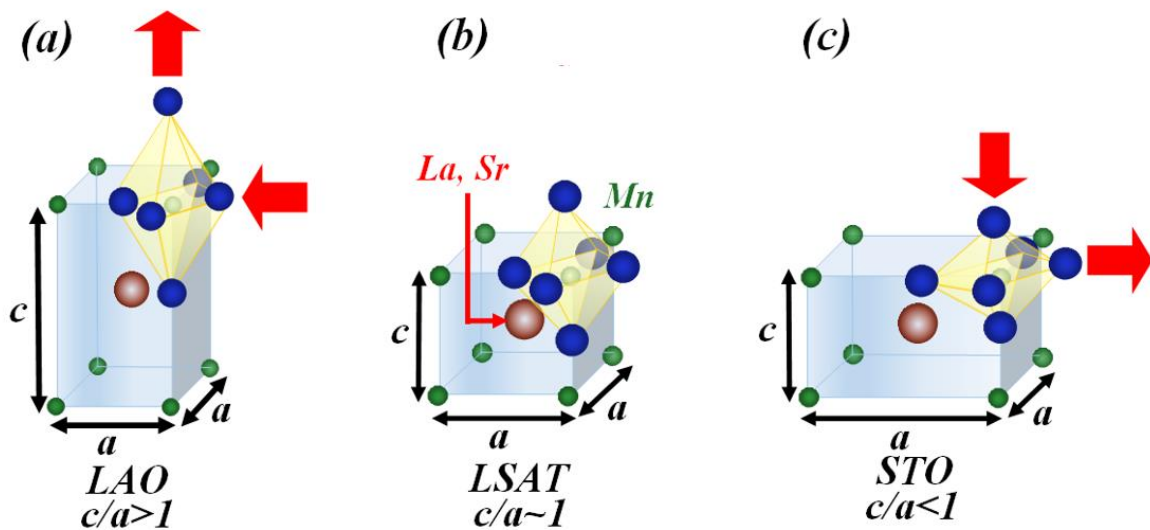 (a)
(b)
(c)
La, Sr
Mn
c
a
a
LAO
c/a>1
c
a
a
LSAT
c/a~1
c
a
a
STO
c/a<1